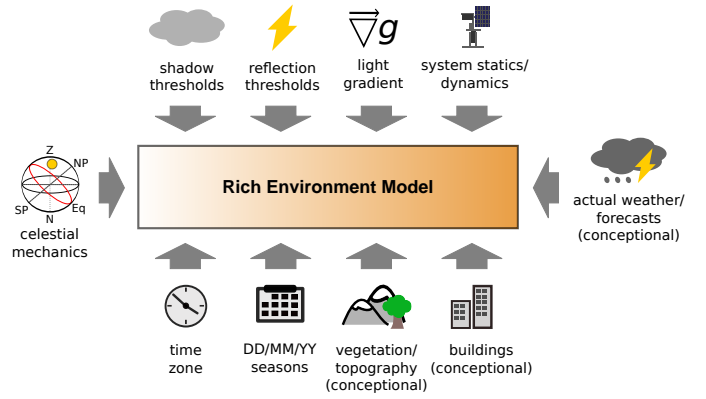 ∇g
shadow
thresholds
reflection
thresholds
light
gradient
system statics/
dynamics
Z
NP
SP
Eq
N
celestial
mechanics
Rich Environment Model
actual weather/
forecasts
(conceptional)
time
zone
DD/MM/YY
seasons
vegetation/
topography
(conceptional)
buildings
(conceptional)